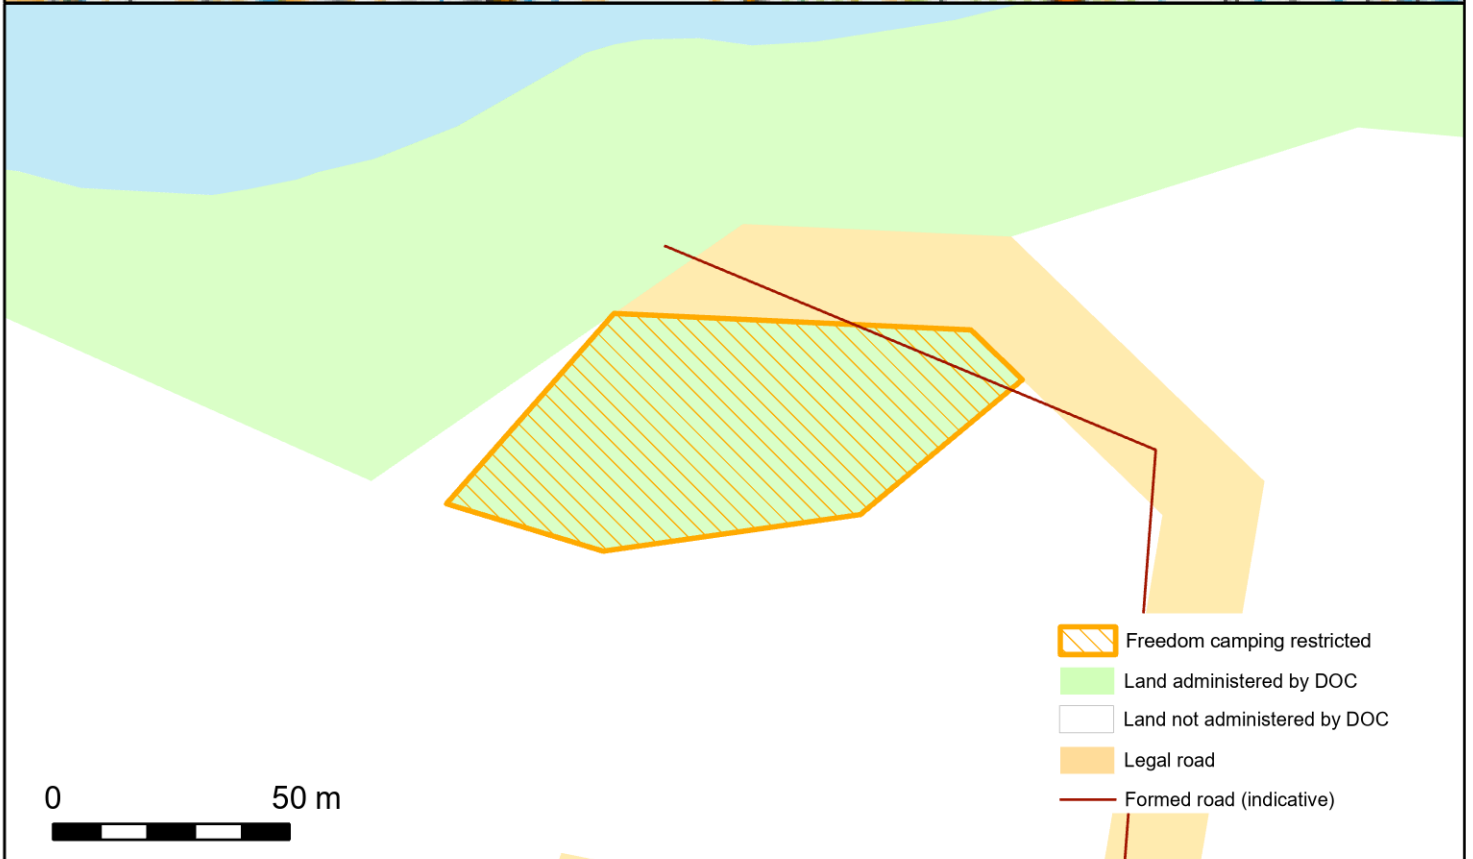 Freedom camping restricted
Land administered by DOC
Land not administered by DOC
Legal road
Formed road (indicative)
0 50 m